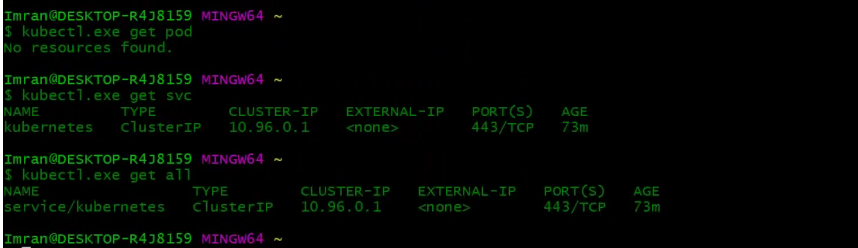 Imran@DESKTOP-R4J8159 MINGW64 ~
$ kubectl.exe get pod
No resources found.
Imran@DESKTOP-R4J8159 MINGW64 ~
$ kubectl.exe get svc
NAME TYPE CLUSTER-IP EXTERNAL-IP PORT(S) AGE
kubernetes ClusterIP 10.96.0.1 <none> 443/TCP 73m
Imran@DESKTOP-R4J8159 MINGW64 ~
$ kubectl.exe get all
NAME TYPE CLUSTER-IP EXTERNAL-IP PORT(S) AGE
service/kubernetes ClusterIP 10.96.0.1 <none> 443/TCP 73m
Imran@DESKTOP-R4J8159 MINGW64 ~